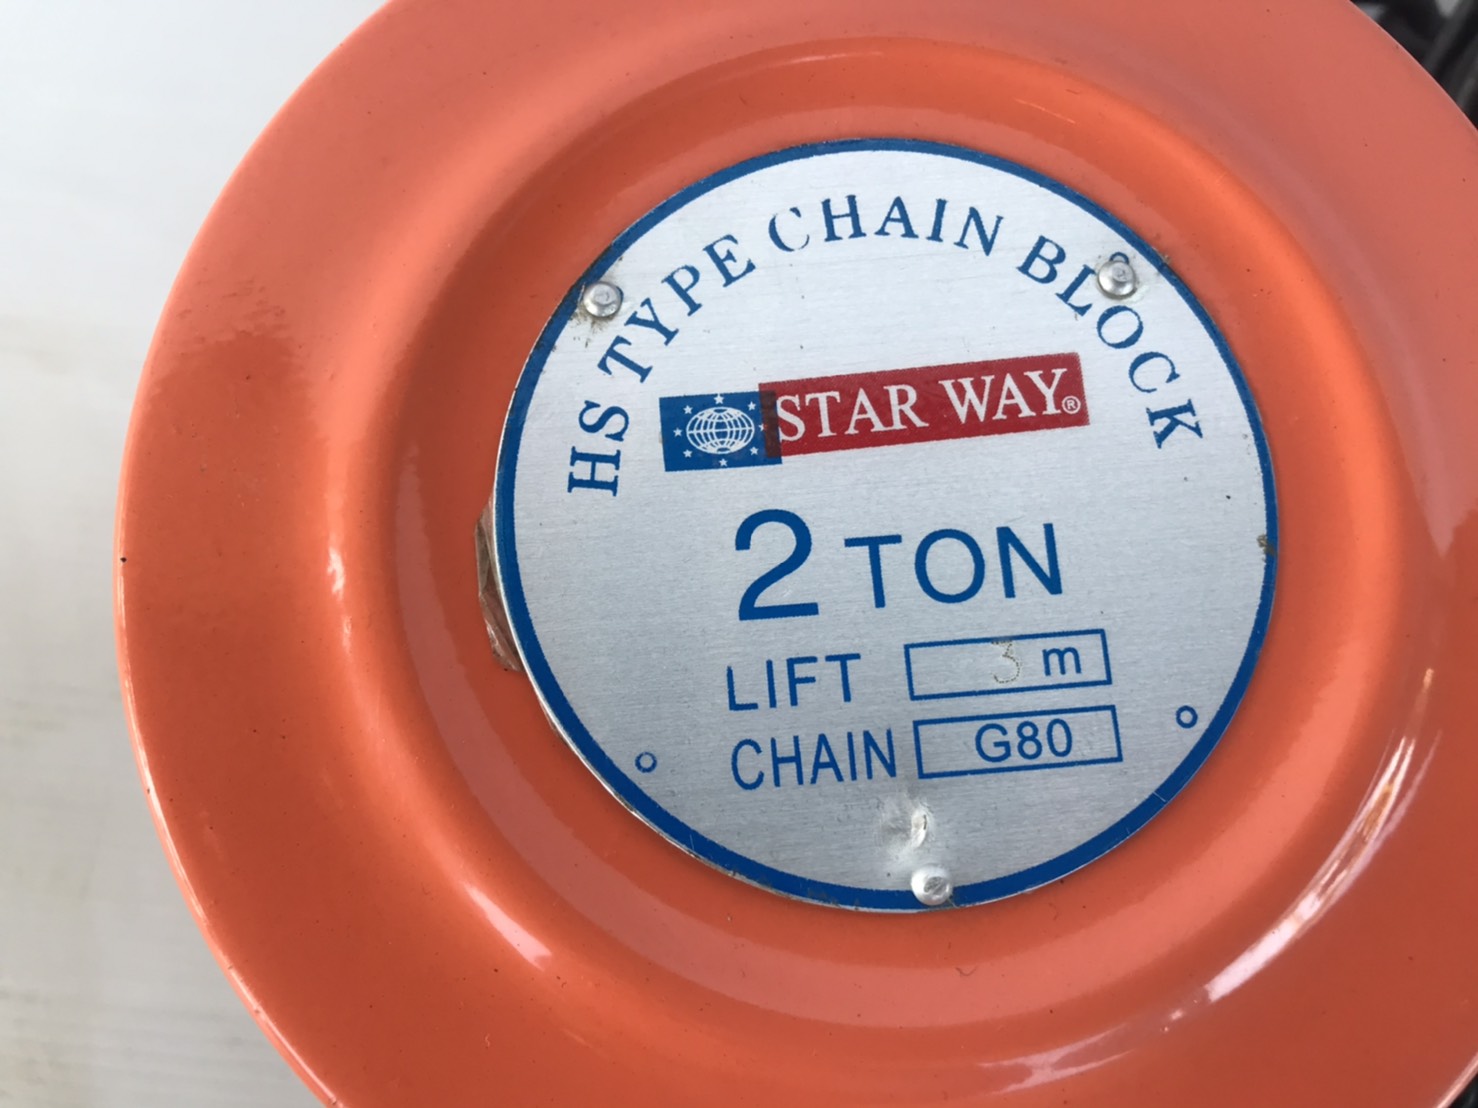 HS TYPE CHAIN BLOCK
STAR WAY®
2 TON
LIFT 3 m
CHAIN G80